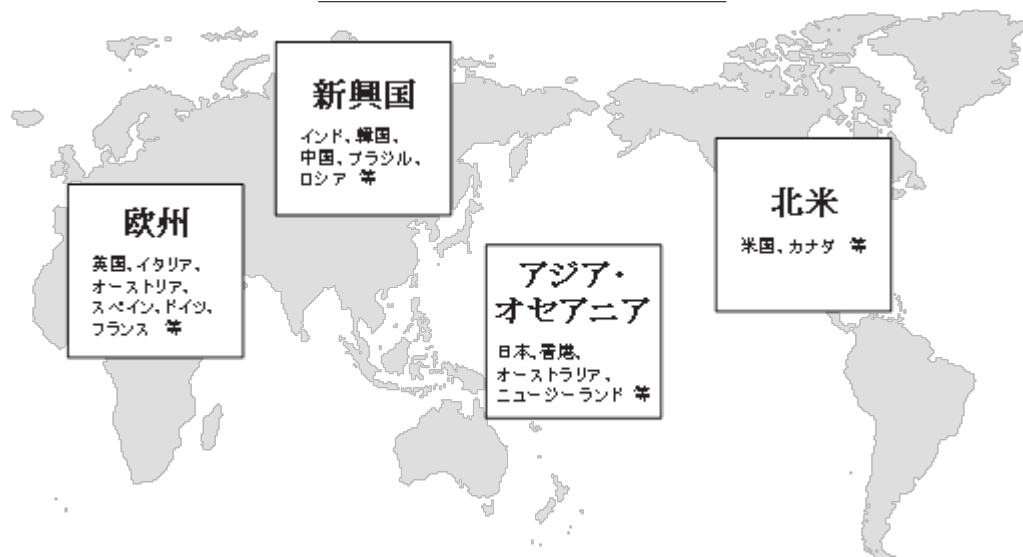 新興国
インド、韓国、
中国、ブラジル、
ロシア 等
欧州
英国、イタリア、
オーストリア、
スペイン、ドイツ、
フランス 等
アジア・
オセアニア
日本、香港、
オーストラリア、
ニュージーランド 等
北米
米国、カナダ 等